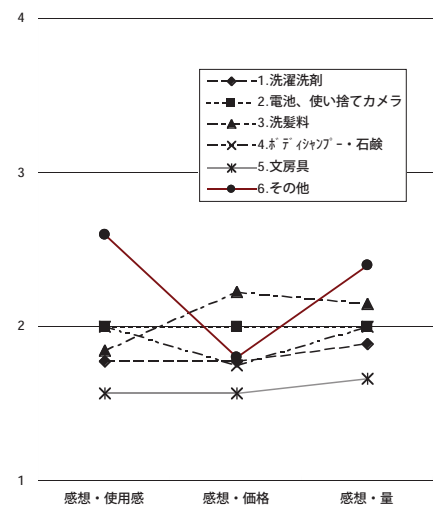 4
1.洗濯洗剤
2.電池、使い捨てカメラ
3.洗髪料
4.ﾎﾞﾃﾞｨｼｬﾝﾌﾟｰ・石鹸
5.文房具
6.その他
3
2
1
感想・使用感 感想・価格 感想・量